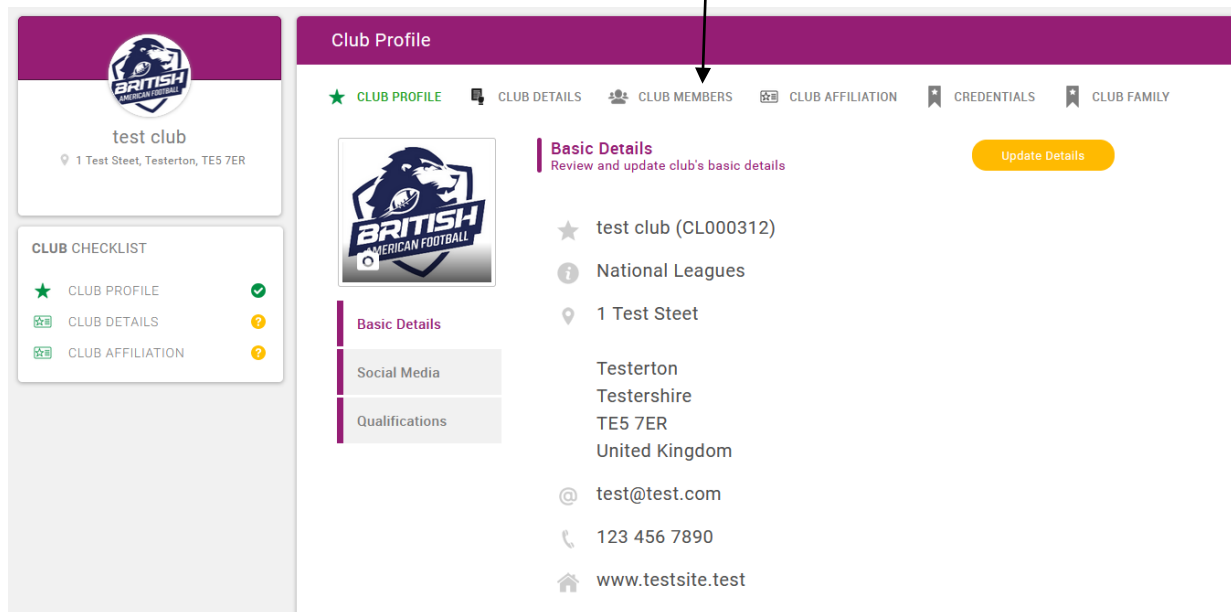 BRITISH
AMERICAN FOOTBALL
test club
1 Test Steet, Testerton, TE5 7ER
CLUB CHECKLIST
CLUB PROFILE
CLUB DETAILS
CLUB AFFILIATION
Club Profile
CLUB PROFILE CLUB DETAILS CLUB MEMBERS CLUB AFFILIATION CREDENTIALS CLUB FAMILY
BRITISH
AMERICAN FOOTBALL
Basic Details
Social Media
Qualifications
Basic Details
Review and update club's basic details
Update Details
test club (CL000312)
National Leagues
1 Test Steet
Testerton
Testershire
TE5 7ER
United Kingdom
test@test.com
123 456 7890
www.testsite.test